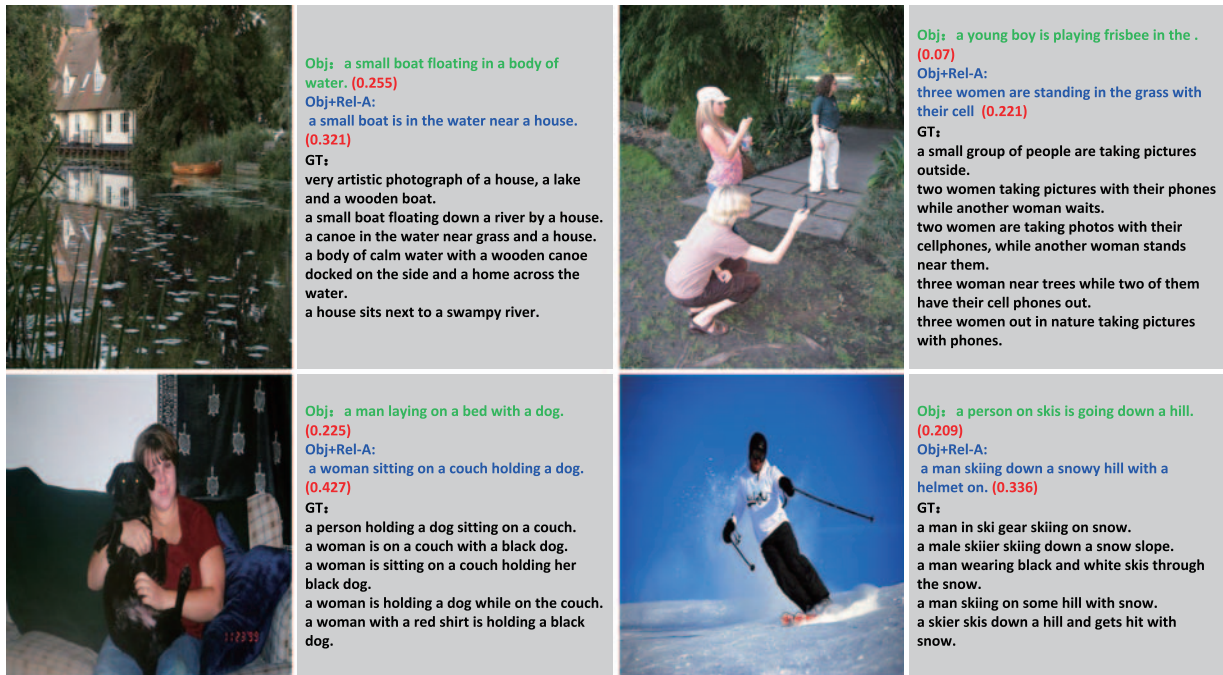 Obj： a small boat floating in a body of
water. (0.255)
Obj+Rel-A:
a small boat is in the water near a house.
(0.321)
GT：
very artistic photograph of a house, a lake
and a wooden boat.
a small boat floating down a river by a house.
a canoe in the water near grass and a house.
a body of calm water with a wooden canoe
docked on the side and a home across the
water.
a house sits next to a swampy river.
Obj： a young boy is playing frisbee in the .
(0.07)
Obj+Rel-A:
three women are standing in the grass with
their cell (0.221)
GT：
a small group of people are taking pictures
outside.
two women taking pictures with their phones
while another woman waits.
two women are taking photos with their
cellphones, while another woman stands
near them.
three woman near trees while two of them
have their cell phones out.
three women out in nature taking pictures
with phones.
Obj： a man laying on a bed with a dog.
(0.225)
Obj+Rel-A:
a woman sitting on a couch holding a dog.
(0.427)
GT：
a person holding a dog sitting on a couch.
a woman is on a couch with a black dog.
a woman is sitting on a couch holding her
black dog.
a woman is holding a dog while on the couch.
a woman with a red shirt is holding a black
dog.
11 23 99
Obj： a person on skis is going down a hill.
(0.209)
Obj+Rel-A:
a man skiing down a snowy hill with a
helmet on. (0.336)
GT：
a man in ski gear skiing on snow.
a male skiier skiing down a snow slope.
a man wearing black and white skis through
the snow.
a man skiing on some hill with snow.
a skier skis down a hill and gets hit with
snow.